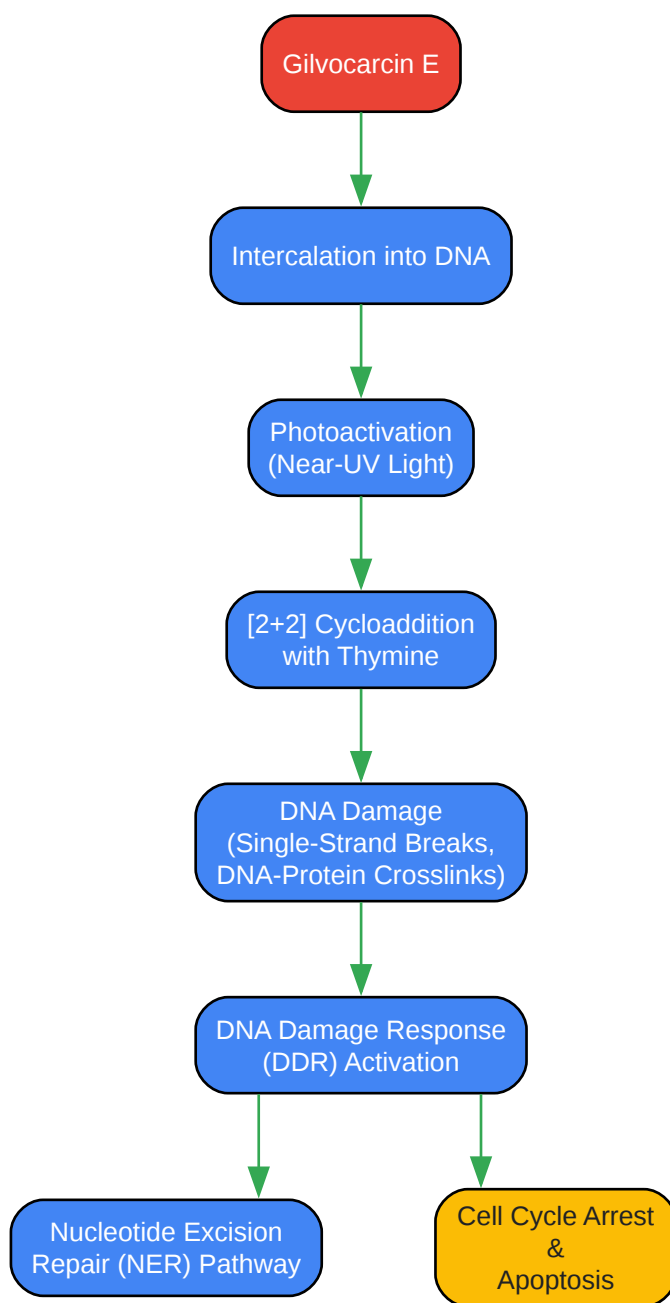 Gilvocarcin E
Intercalation into DNA
Photoactivation
(Near-UV Light)
[2+2] Cycloaddition
with Thymine
DNA Damage
(Single-Strand Breaks,
DNA-Protein Crosslinks)
DNA Damage Response
(DDR) Activation
Nucleotide Excision
Repair (NER) Pathway
Cell Cycle Arrest
&
Apoptosis